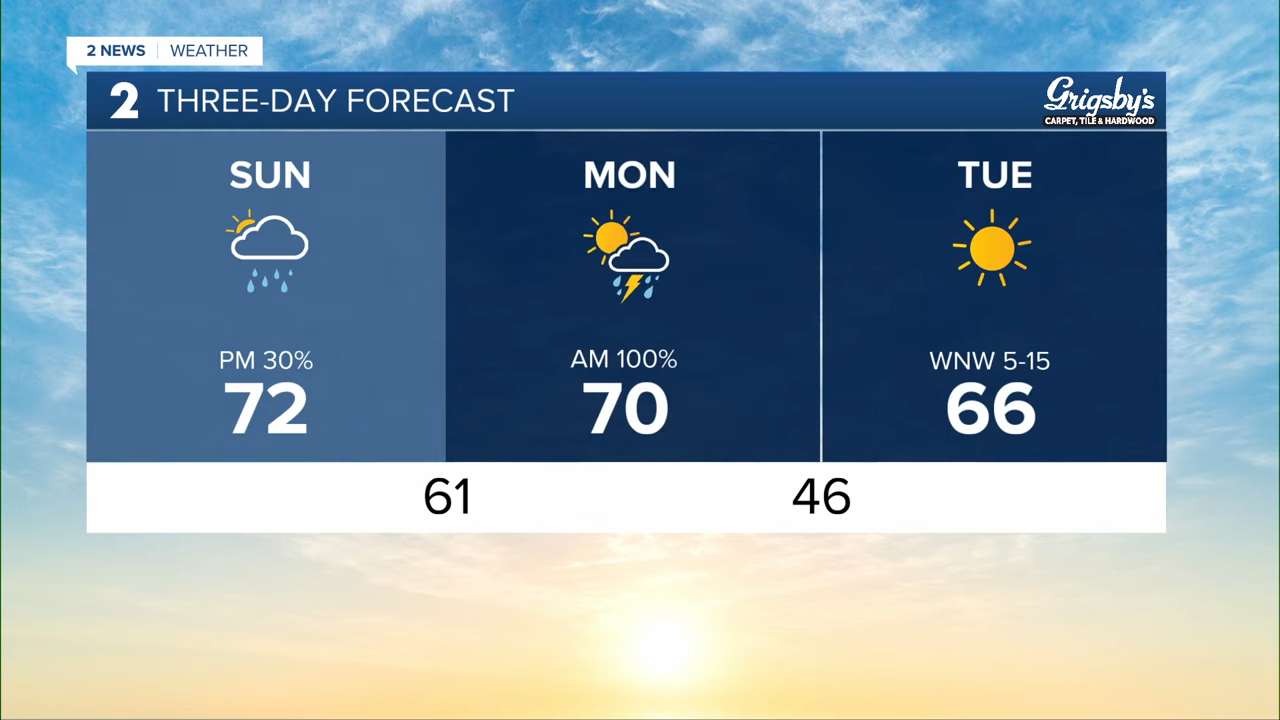 2 NEWS | WEATHER
2 THREE-DAY FORECAST
Grigsby's
CARPET, TILE & HARDWOOD
SUN MON TUE
PM 30% AM 100% WNW 5-15
72 70 66
61 46